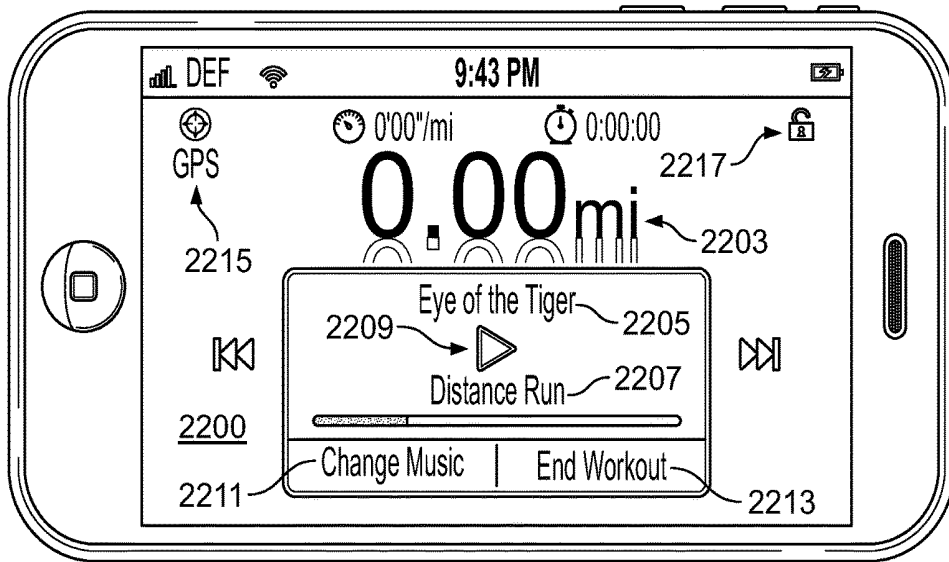 DEF 9:43 PM
GPS 0'00"/mi 0:00:00
2217
0.00mi
2203
2215
Eye of the Tiger
2205
2209
Distance Run
2207
2200
Change Music | End Workout
2211
2213